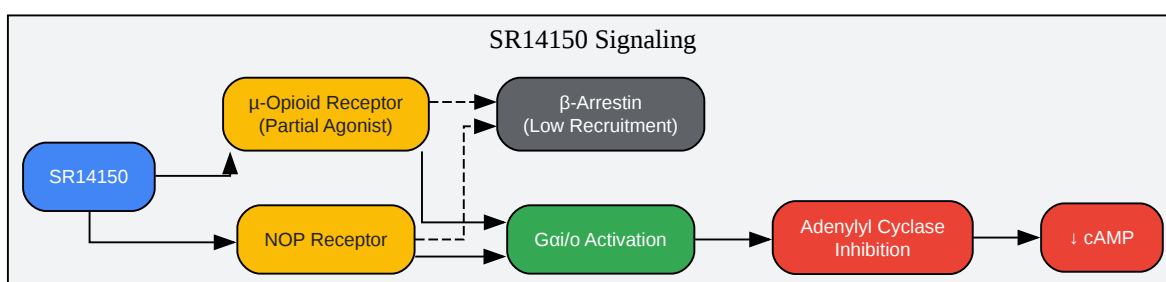 SR14150 Signaling
µ-Opioid Receptor
(Partial Agonist)
β-Arrestin
(Low Recruitment)
SR14150
NOP Receptor
Gαi/o Activation
Adenylyl Cyclase
Inhibition
↓ cAMP